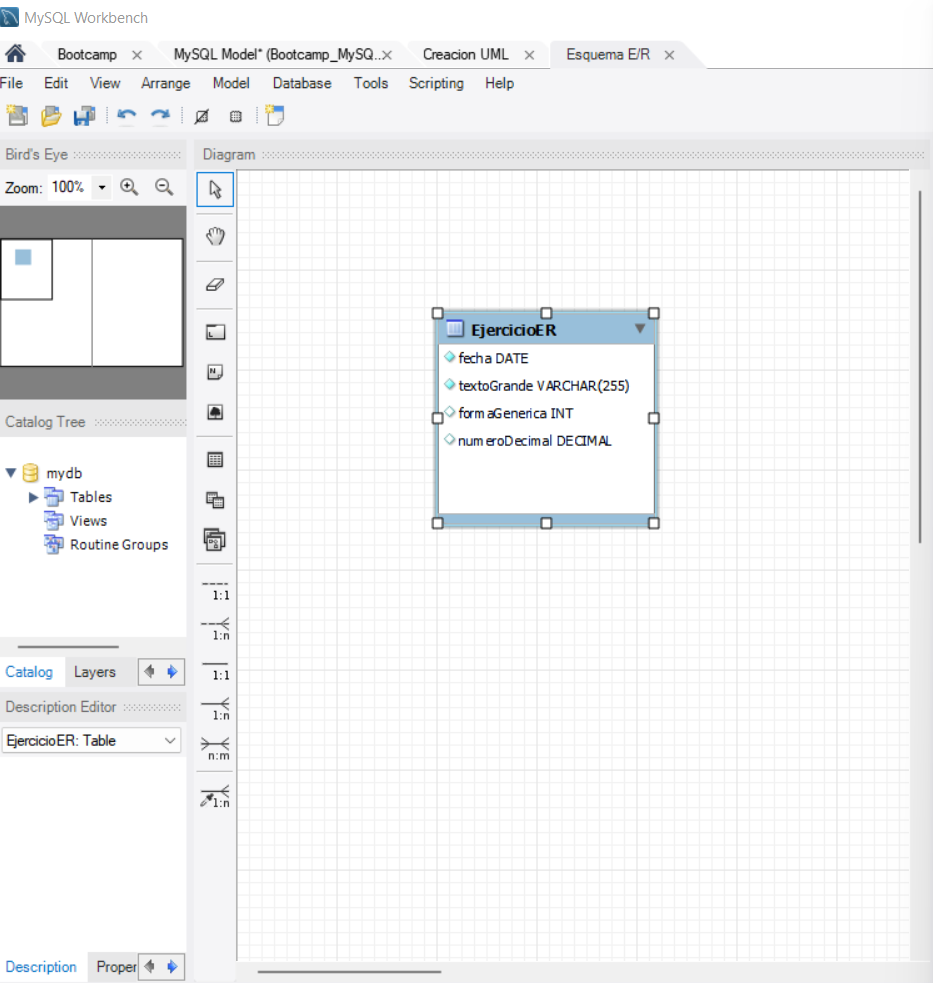 MySQL Workbench
Bootcamp
MySQL Model* (Bootcamp_MySQ...
Creacion UML
Esquema E/R
File Edit View Arrange Model Database Tools Scripting Help
Bird's Eye
Diagram
Zoom: 100%
EjercicioER
fecha DATE
textoGrande VARCHAR(255)
formaGenerica INT
numeroDecimal DECIMAL
Catalog Tree
mydb
Tables
Views
Routine Groups
1:1
1:n
1:1
1:n
n:m
1:n
Catalog Layers
Description Editor
EjercicioER: Table
Description Proper